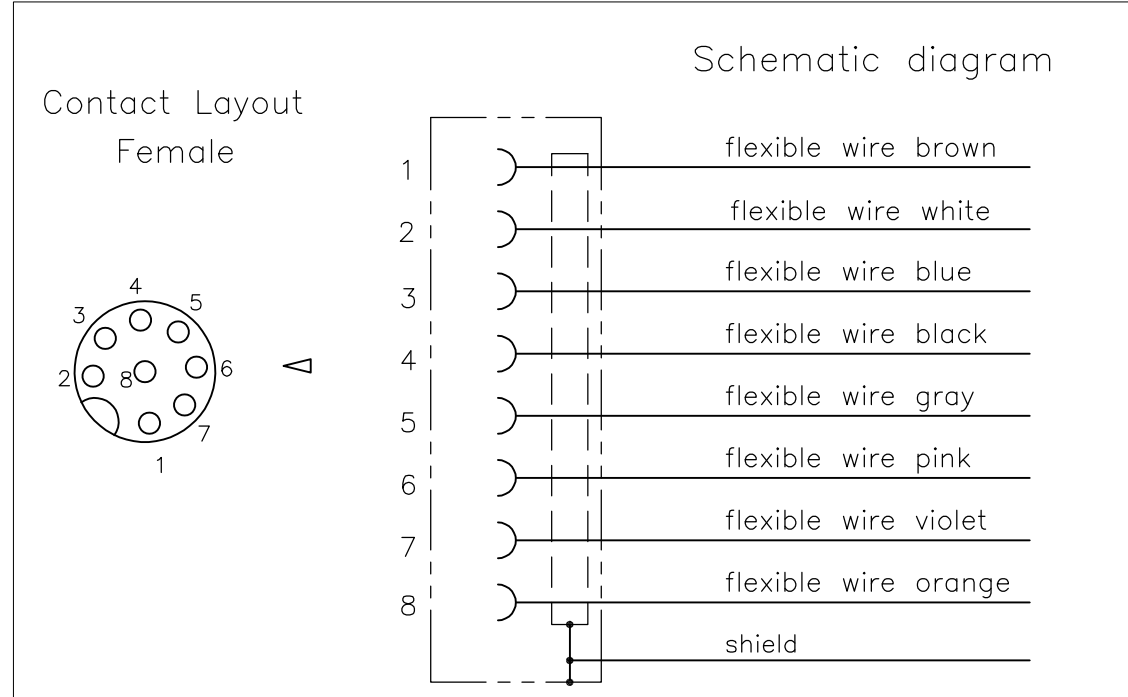 Schematic diagram
Contact Layout
Female
1 flexible wire brown
2 flexible wire white
3 flexible wire blue
4 flexible wire black
5 flexible wire gray
6 flexible wire pink
7 flexible wire violet
8 flexible wire orange
shield
4
3 5
2 8 6
7
1